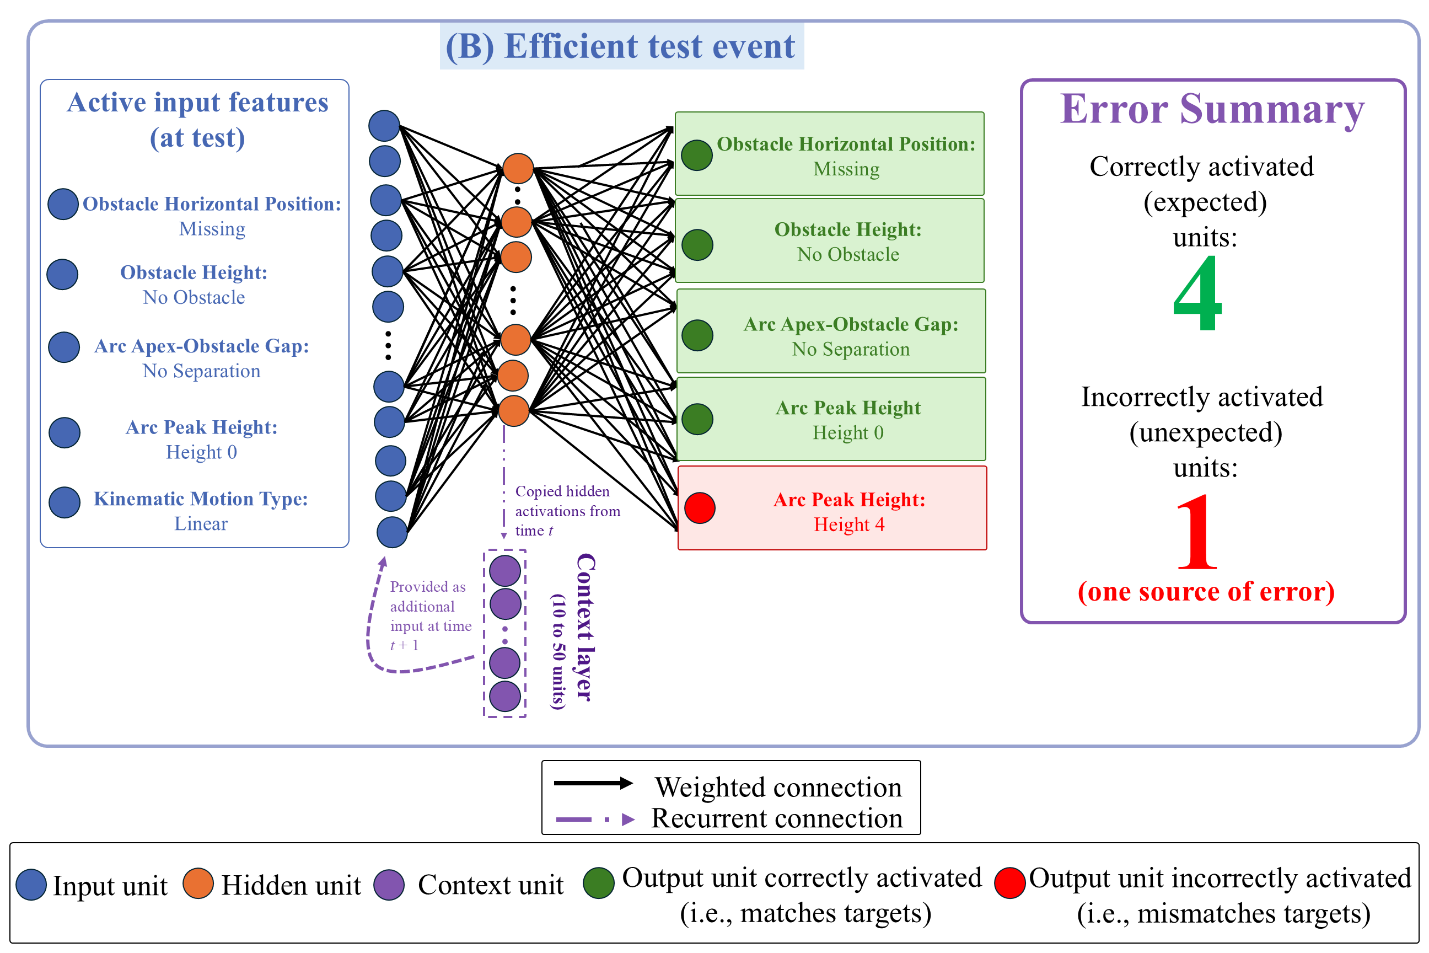 (B) Efficient test event
Active input features
(at test)
Obstacle Horizontal Position:
Missing
Obstacle Height:
No Obstacle
Arc Apex-Obstacle Gap:
No Separation
Arc Peak Height:
Height 0
Kinematic Motion Type:
Linear
Copied hidden
activations from
time t
Provided as
additional
input at time
t + 1
Context layer
(10 to 50 units)
Obstacle Horizontal Position:
Missing
Obstacle Height:
No Obstacle
Arc Apex-Obstacle Gap:
No Separation
Arc Peak Height
Height 0
Arc Peak Height:
Height 4
Error Summary
Correctly activated
(expected)
units:
4
Incorrectly activated
(unexpected)
units:
1
(one source of error)
Weighted connection
Recurrent connection
Input unit
Hidden unit
Context unit
Output unit correctly activated
(i.e., matches targets)
Output unit incorrectly activated
(i.e., mismatches targets)